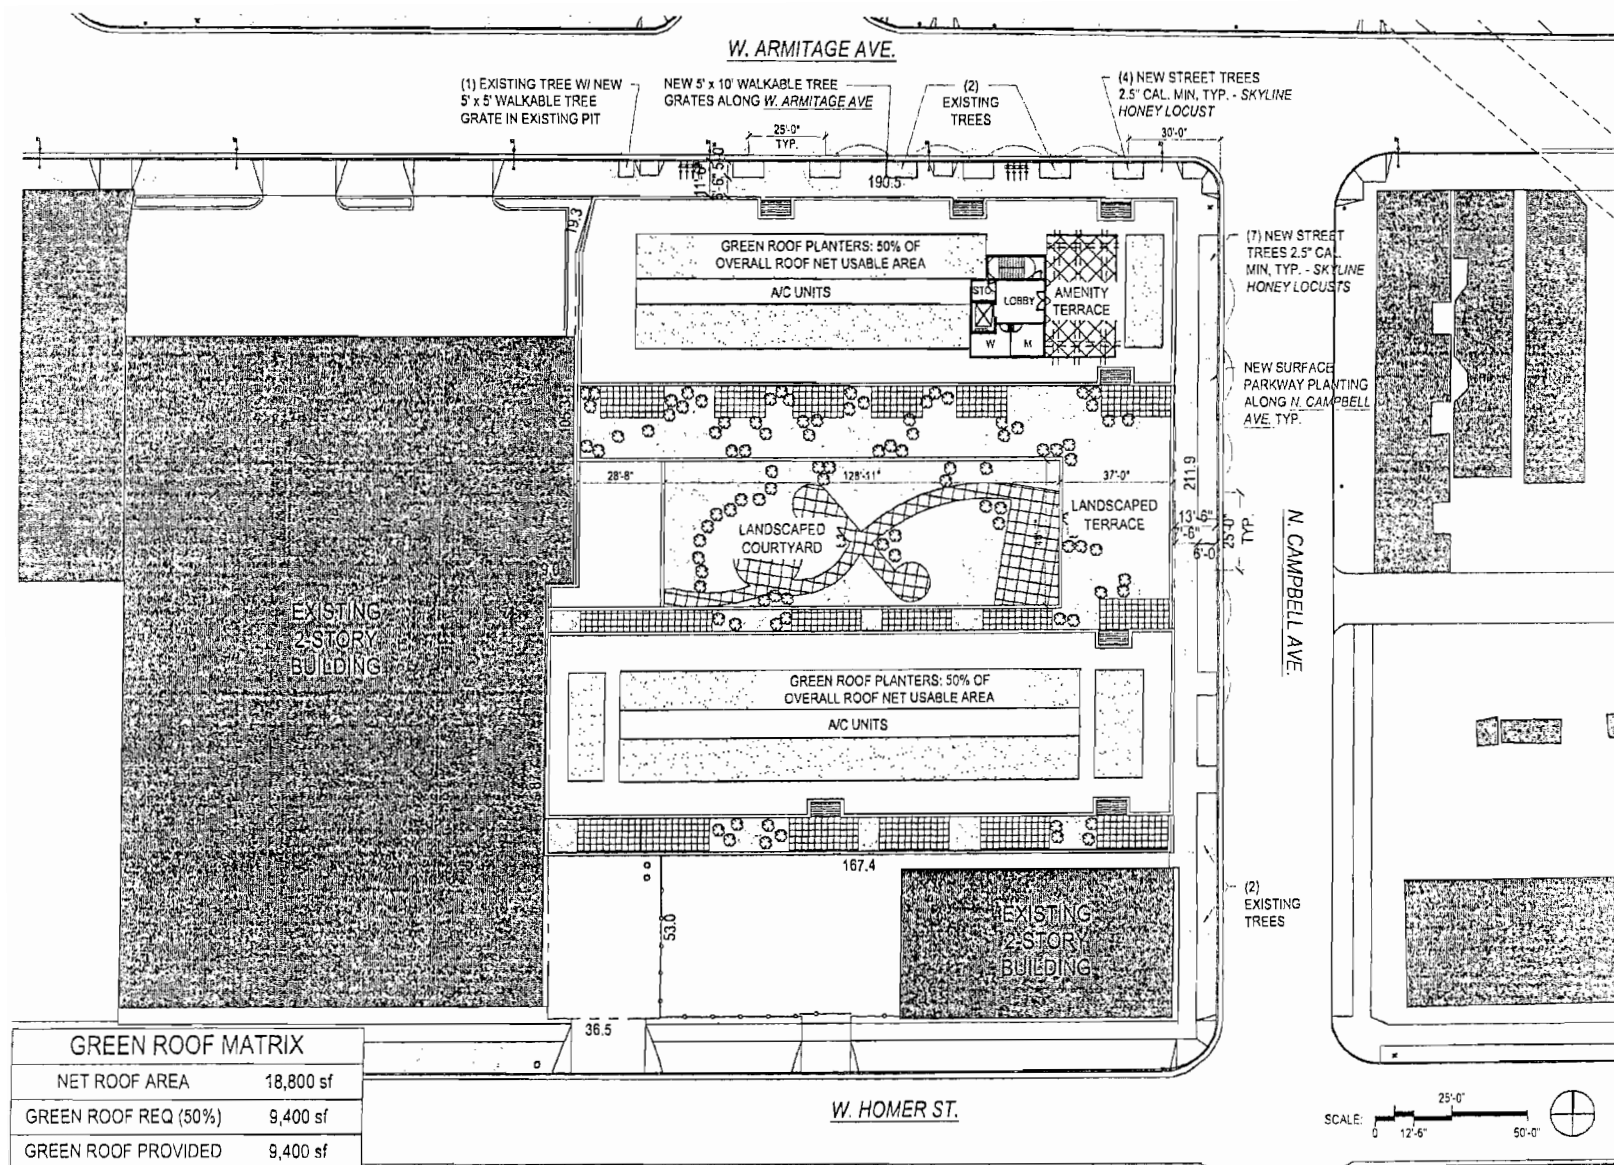 W. ARMITAGE AVE.
(1) EXISTING TREE W/ NEW
5' x 5' WALKABLE TREE
GRATE IN EXISTING PIT
NEW 5' x 10' WALKABLE TREE
GRATES ALONG W. ARMITAGE AVE
(2)
EXISTING
TREES
(4) NEW STREET TREES
2.5" CAL. MIN, TYP. - SKYLINE
HONEY LOCUST
25'-0"
TYP.
30'-0"
190.5
19.3
(7) NEW STREET
TREES 2.5" CAL.
MIN, TYP. - SKYLINE
HONEY LOCUSTS
GREEN ROOF PLANTERS: 50% OF
OVERALL ROOF NET USABLE AREA
A/C UNITS
STO
LOBBY
W
M
AMENITY
TERRACE
NEW SURFACE
PARKWAY PLANTING
ALONG N. CAMPBELL
AVE. TYP.
28'-8"
128'-11"
37'-0"
211.9
LANDSCAPED
COURTYARD
LANDSCAPED
TERRACE
13'-6"
6'-0
25'-0"
TYP.
N. CAMPBELL AVE.
EXISTING
2-STORY
BUILDING
GREEN ROOF PLANTERS: 50% OF
OVERALL ROOF NET USABLE AREA
A/C UNITS
167.4
53.0
EXISTING
2-STORY
BUILDING
(2)
EXISTING
TREES
36.5
GREEN ROOF MATRIX
NET ROOF AREA 18,800 sf
GREEN ROOF REQ (50%) 9,400 sf
GREEN ROOF PROVIDED 9,400 sf
W. HOMER ST.
SCALE:
25'-0"
0 12'-6" 50'-0"